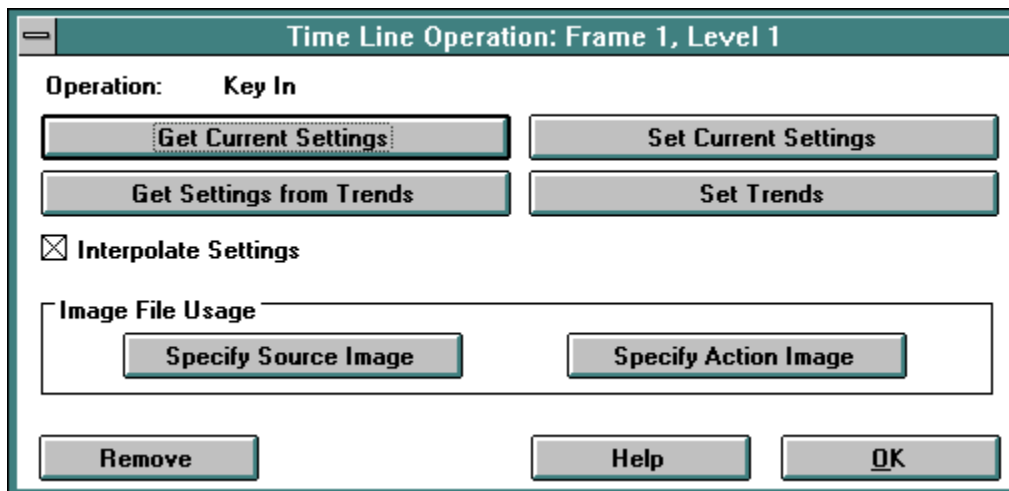 Time Line Operation: Frame 1, Level 1
Operation: Key In
Get Current Settings
Set Current Settings
Get Settings from Trends
Set Trends
Interpolate Settings
Image File Usage
Specify Source Image
Specify Action Image
Remove
Help
OK